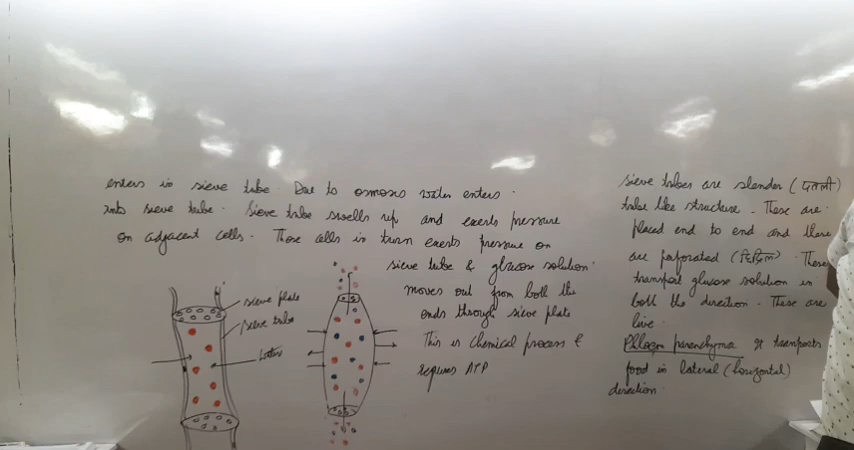 enters in sieve tube. Due to osmosis water enters.
into sieve tube. Sieve tube swells up and exerts pressure
on adjacent cells. These cells in turn exerts pressure on
sieve tube & glucose solution.
moves out from both the
ends through sieve plate
This is chemical process &
requires ATP
sieve plate
sieve tube
water
Sieve tubes are slender (पतली)
tube like structure. These are
placed end to end and these
are perforated
These
transport glucose solution in
both the direction. These are
live.
Phloem parenchyma It transports
food in lateral (horizontal)
direction.